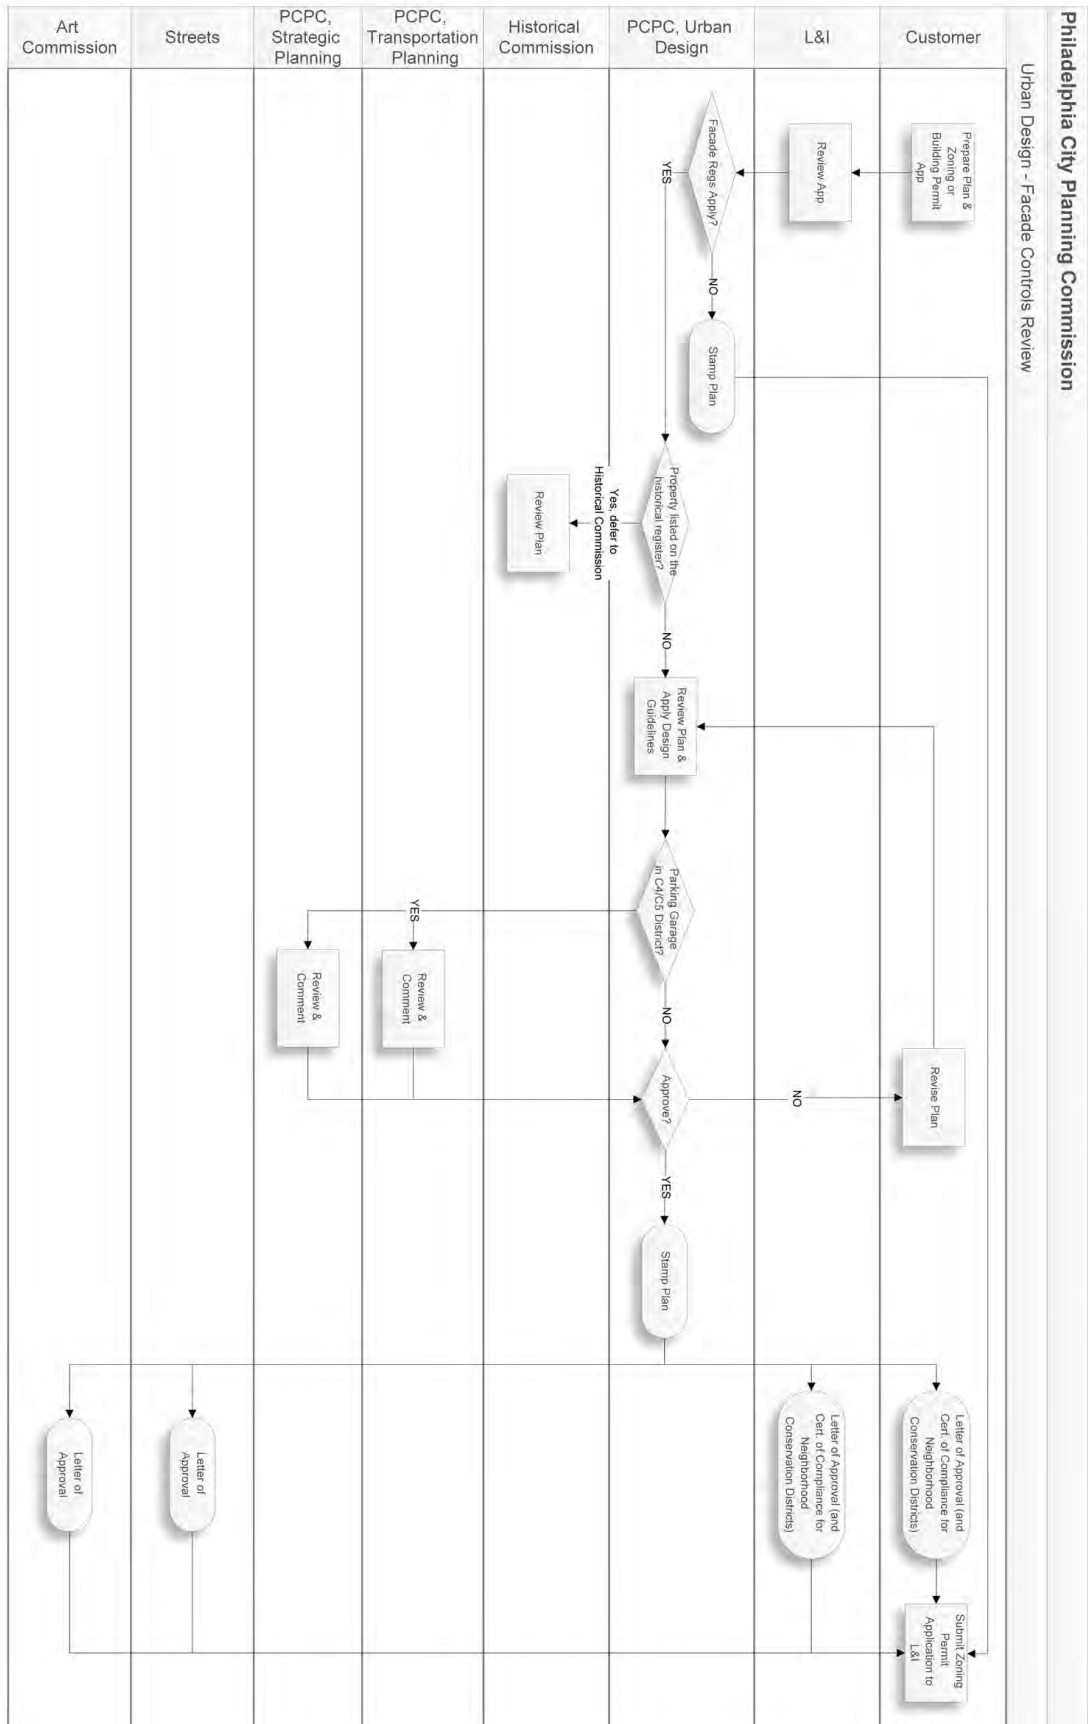 Philadelphia City Planning Commission
Urban Design - Facade Controls Review
Art
Commission
Streets
PCPC,
Strategic
Planning
PCPC,
Transportation
Planning
Historical
Commission
PCPC, Urban
Design
L&I
Customer
Prepare Plan &
Zoning or
Building Permit
App
Review App
Facade Regs Apply?
YES
NO
Stamp Plan
Property listed on the
historical register?
Yes, defer to
Historical Commission
Review Plan
NO
Review Plan &
Apply Design
Guidelines
Parking Garage
in C4/C5 District?
YES
NO
Review &
Comment
Review &
Comment
Approve?
NO
Revise Plan
YES
Stamp Plan
Letter of Approval (and
Cert. of Compliance for
Neighborhood
Conservation Districts)
Letter of Approval (and
Cert. of Compliance for
Neighborhood
Conservation Districts)
Letter of
Approval
Letter of
Approval
Submit Zoning
Permit
Application to
L&I